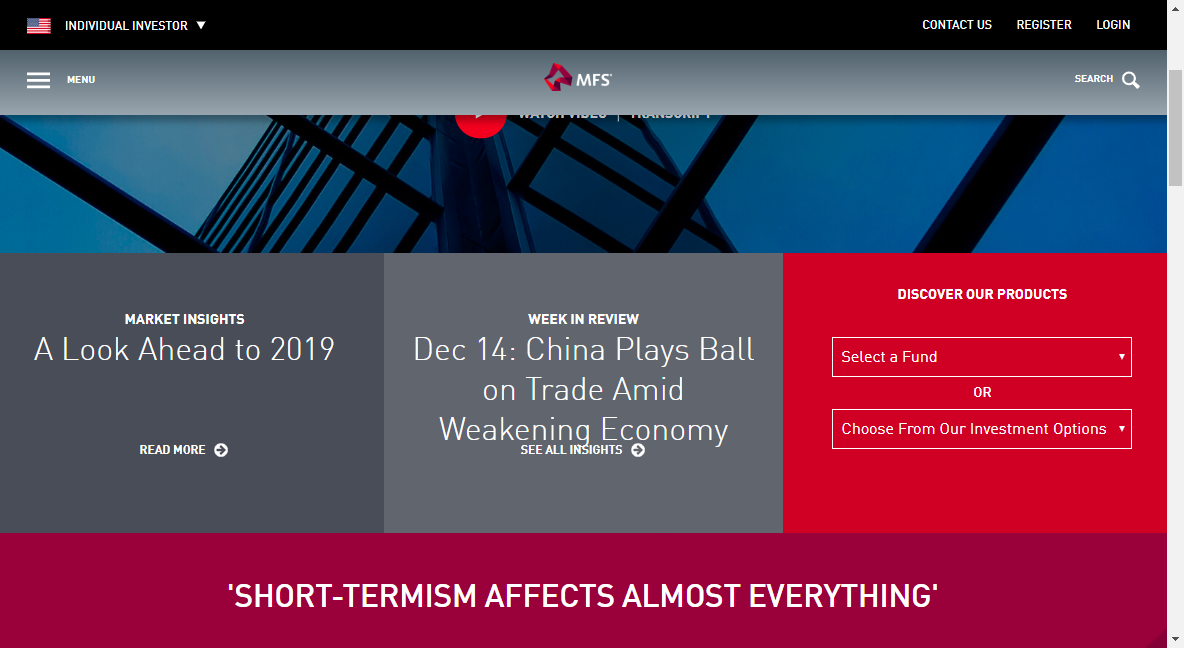 INDIVIDUAL INVESTOR
CONTACT US
REGISTER
LOGIN
MENU
MFS
SEARCH
WATCH VIDEO | TRANSCRIPT
MARKET INSIGHTS
A Look Ahead to 2019
READ MORE
WEEK IN REVIEW
Dec 14: China Plays Ball
on Trade Amid
Weakening Economy
SEE ALL INSIGHTS
DISCOVER OUR PRODUCTS
Select a Fund
OR
Choose From Our Investment Options
'SHORT-TERMISM AFFECTS ALMOST EVERYTHING'